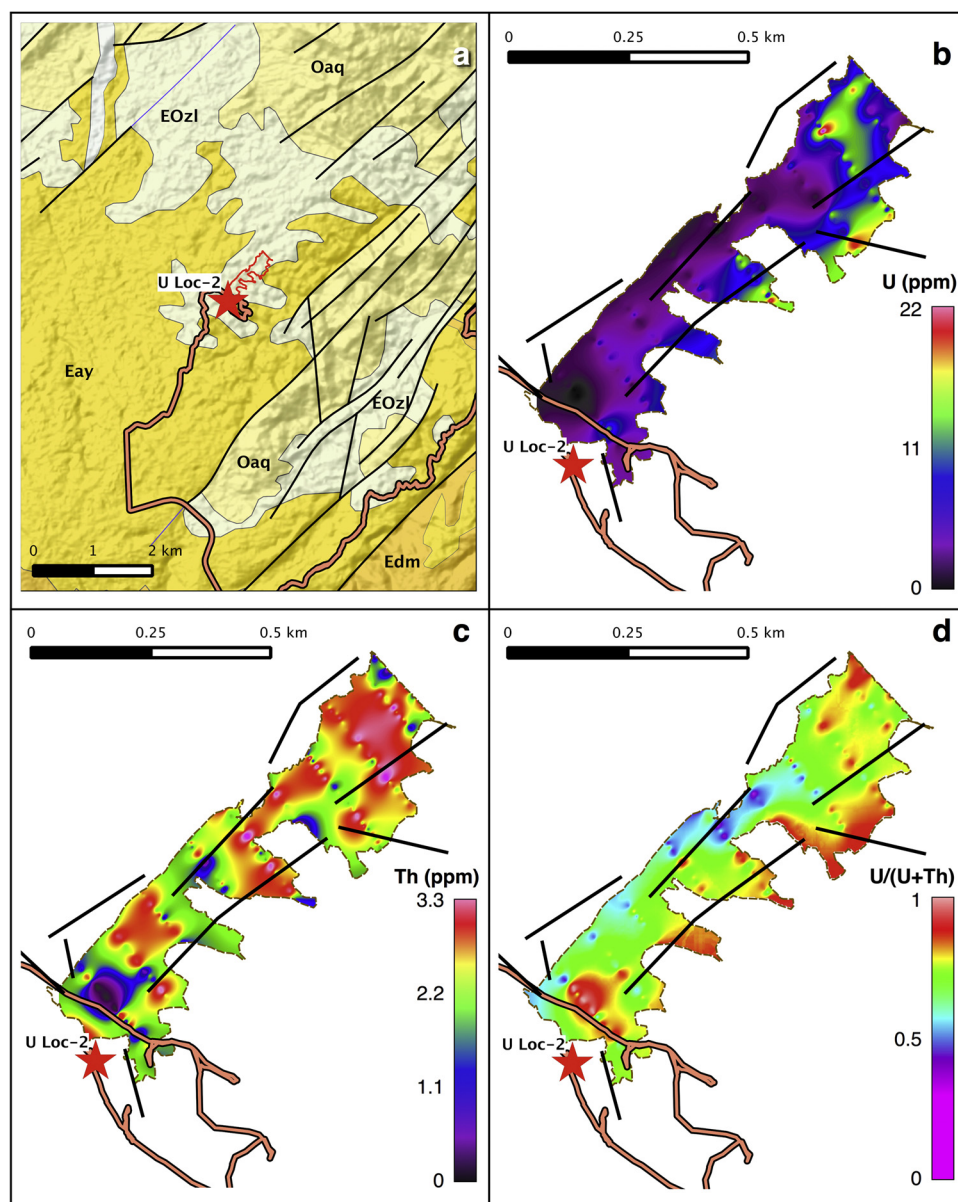 a
Oaq
EOzl
U Loc-2
Eay
EOzl
Oaq
Edm
0 1 2 km
0 0.25 0.5 km
b
U (ppm)
22
11
0
U Loc-2
0 0.25 0.5 km
c
Th (ppm)
3.3
2.2
1.1
0
U Loc-2
0 0.25 0.5 km
d
U/(U+Th)
1
0.5
0
U Loc-2